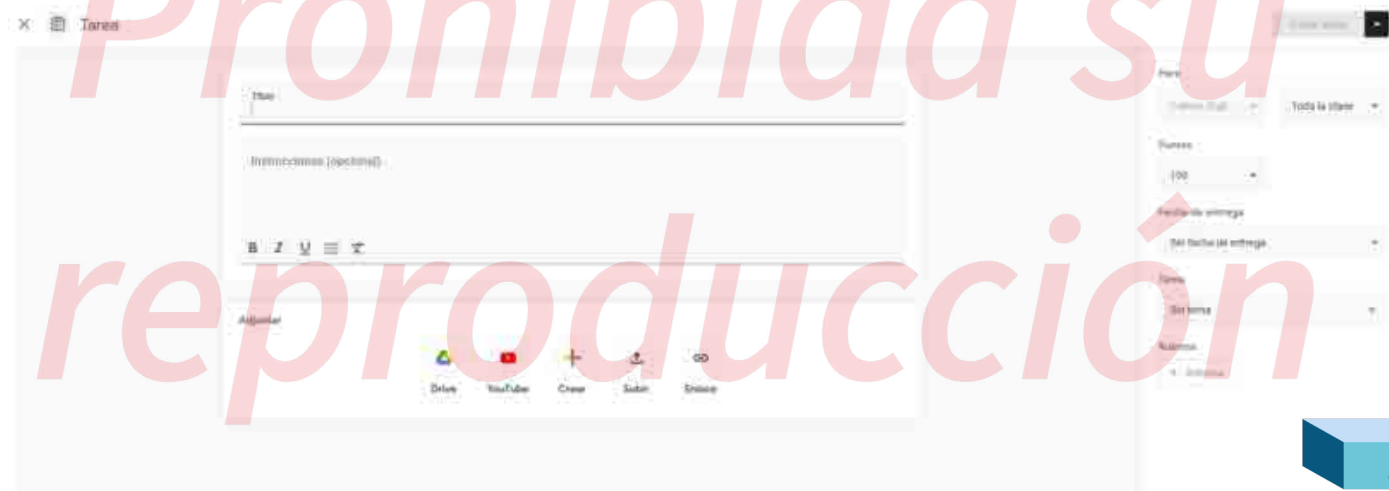 Prohibida su
reproducción
Tarea
Título
Instrucciones (opcional)
B I U
Adjuntar
Drive
YouTube
Crear
Subir
Enlace
Para
Toda la clase
Puntos
100
Fecha de entrega
Sin fecha de entrega
Tema
Sin tema
Rúbrica